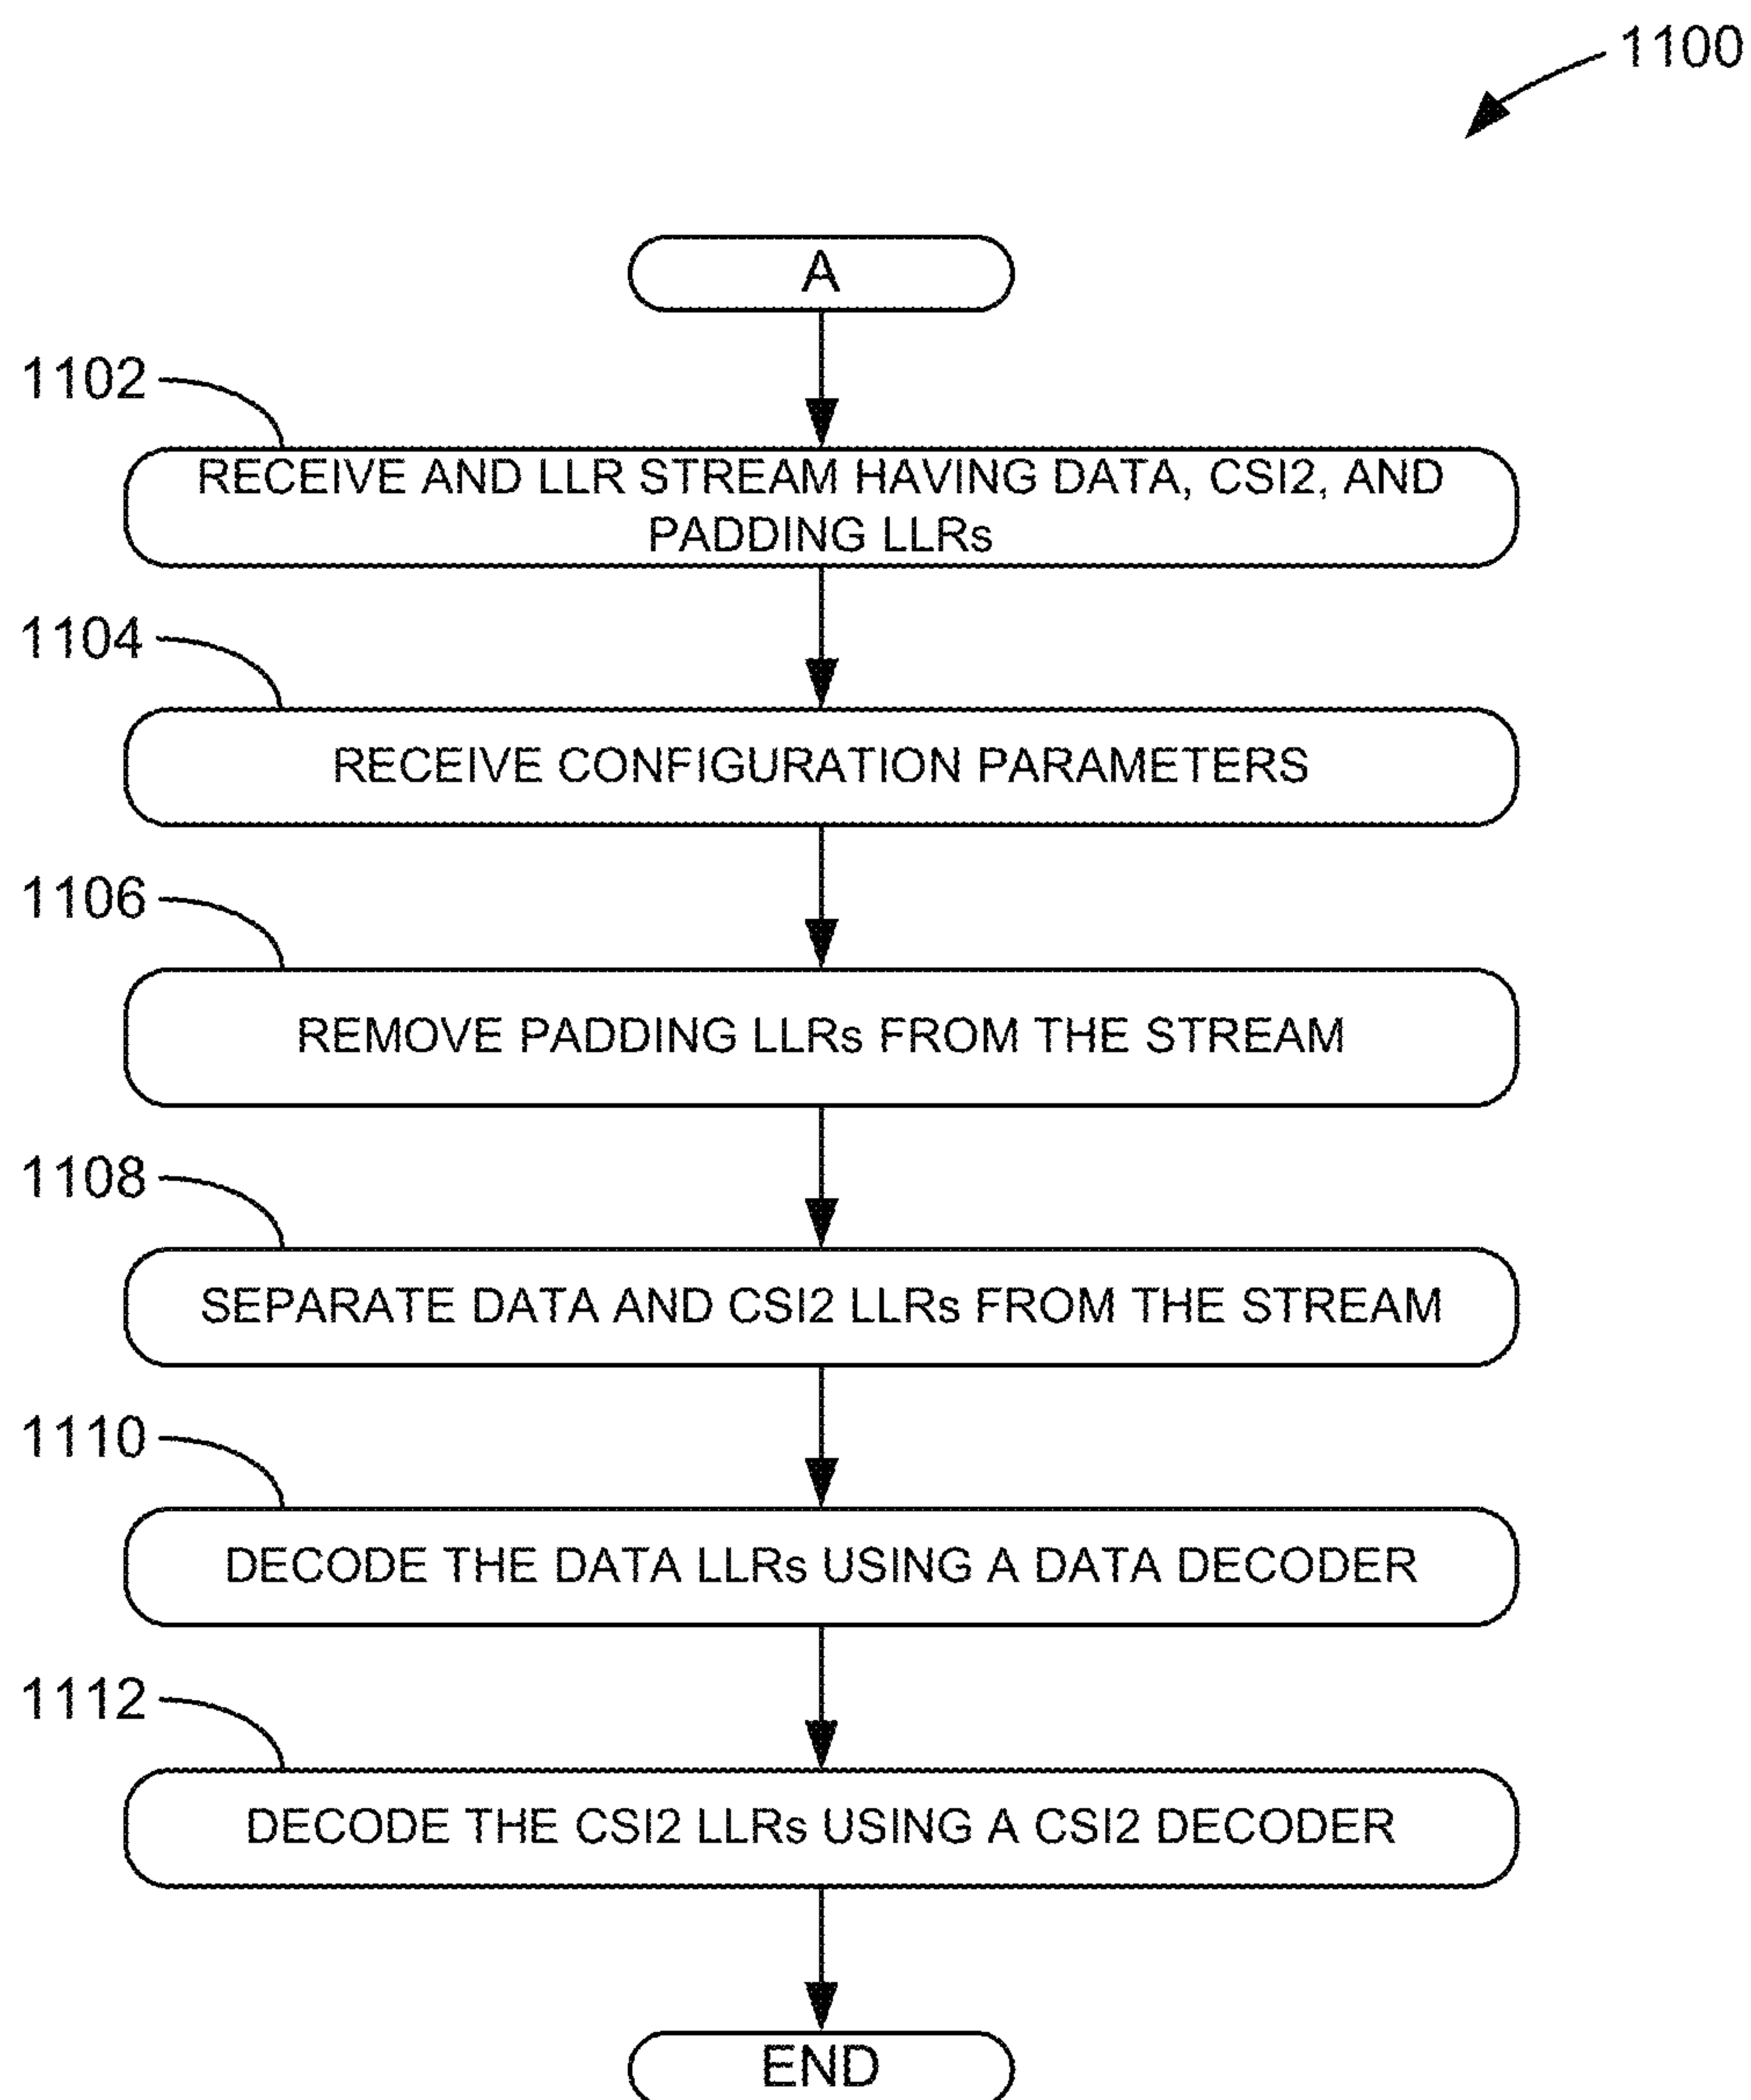 1100
A
1102
RECEIVE AND LLR STREAM HAVING DATA, CSI2, AND
PADDING LLRs
1104
RECEIVE CONFIGURATION PARAMETERS
1106
REMOVE PADDING LLRs FROM THE STREAM
1108
SEPARATE DATA AND CSI2 LLRs FROM THE STREAM
1110
DECODE THE DATA LLRs USING A DATA DECODER
1112
DECODE THE CSI2 LLRs USING A CSI2 DECODER
END